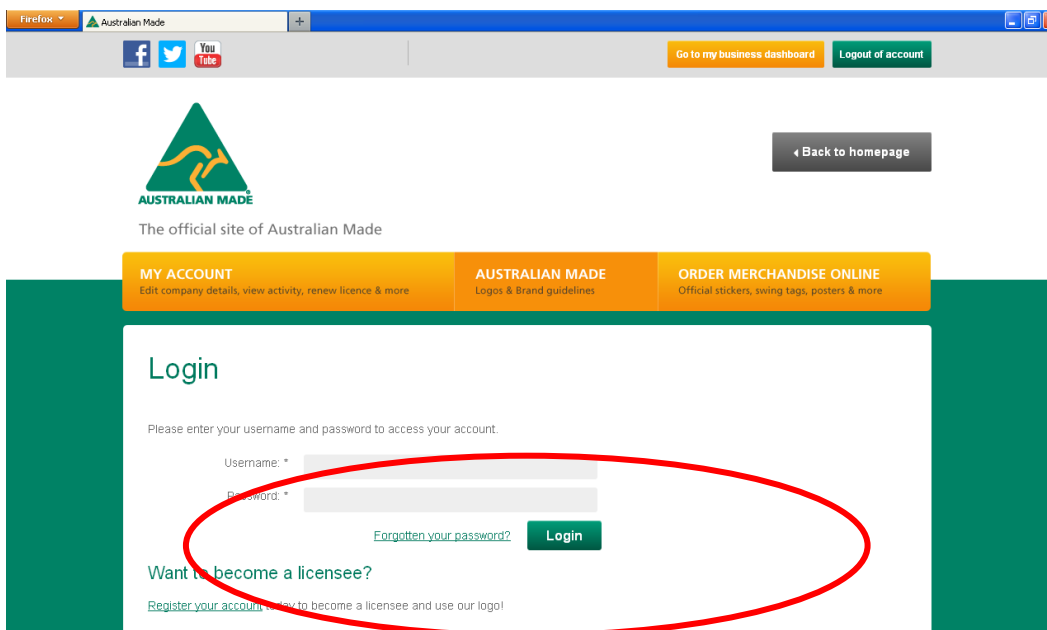 Firefox
Australian Made
You
Tube
Go to my business dashboard
Logout of account
AUSTRALIAN MADE
Back to homepage
The official site of Australian Made
MY ACCOUNT
Edit company details, view activity, renew licence & more
AUSTRALIAN MADE
Logos & Brand guidelines
ORDER MERCHANDISE ONLINE
Official stickers, swing tags, posters & more
Login
Please enter your username and password to access your account.
Username: *
Password: *
Forgotten your password?
Login
Want to become a licensee?
Register your account today to become a licensee and use our logo!